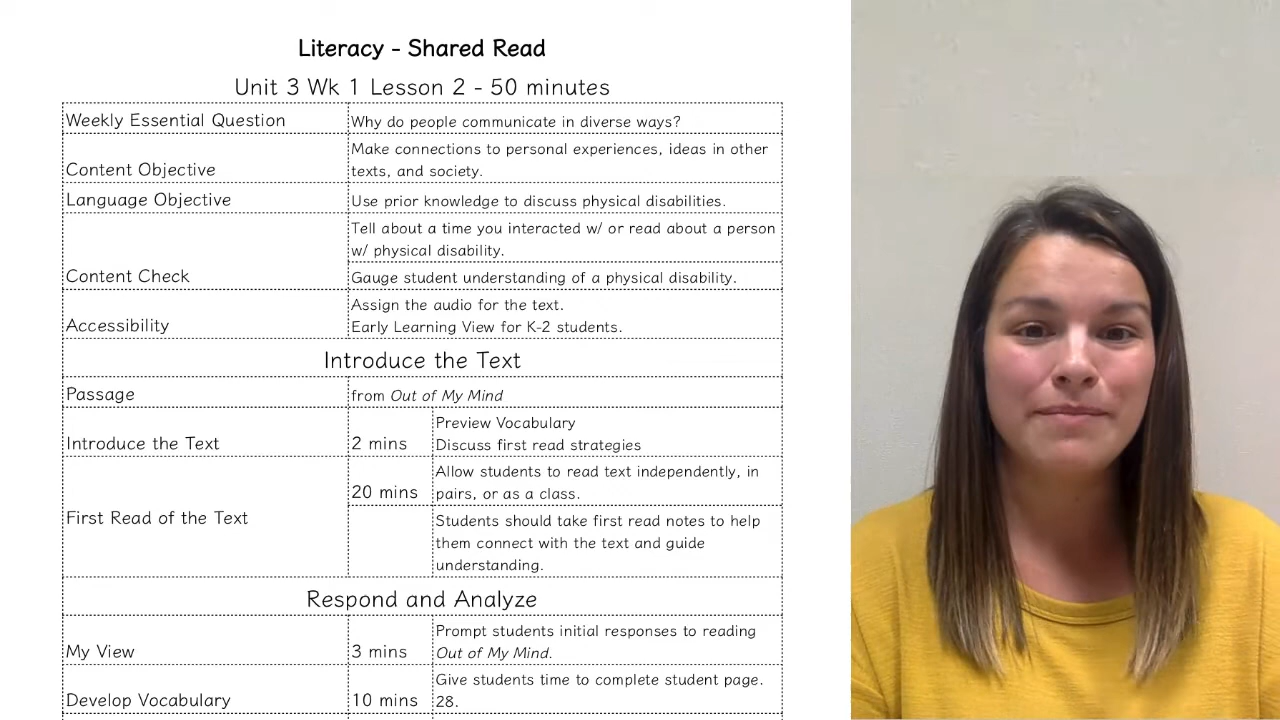 Literacy - Shared Read
Unit 3 Wk 1 Lesson 2 - 50 minutes
Weekly Essential Question
Why do people communicate in diverse ways?
Content Objective
Make connections to personal experiences, ideas in other
texts, and society.
Language Objective
Use prior knowledge to discuss physical disabilities.
Content Check
Tell about a time you interacted w/ or read about a person
w/ physical disability.
Gauge student understanding of a physical disability.
Accessibility
Assign the audio for the text.
Early Learning View for K-2 students.
Introduce the Text
Passage
from Out of My Mind
Introduce the Text
2 mins
Preview Vocabulary
Discuss first read strategies
First Read of the Text
20 mins
Allow students to read text independently, in
pairs, or as a class.
Students should take first read notes to help
them connect with the text and guide
understanding.
Respond and Analyze
My View
3 mins
Prompt students initial responses to reading
Out of My Mind.
Develop Vocabulary
10 mins
Give students time to complete student page.
28.